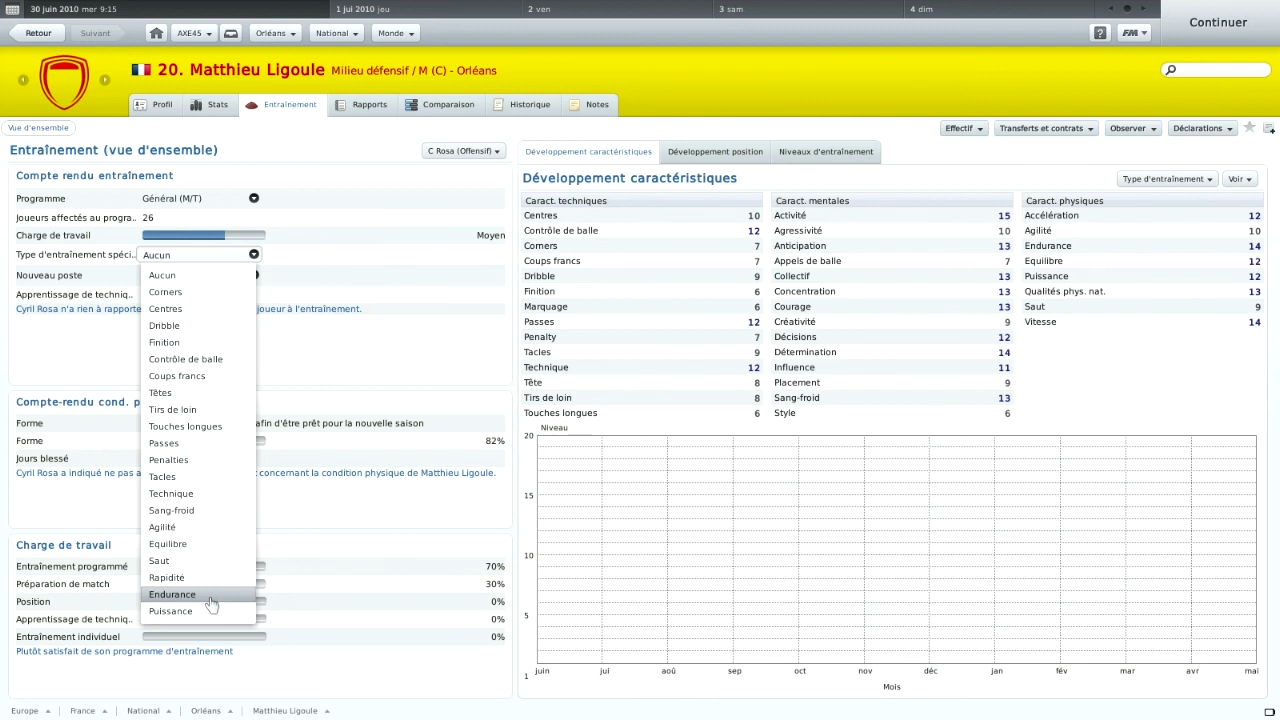 30 juin 2010 mer 9:15
1 jui 2010 jeu
2 ven
3 sam
4 dim
Continuer
Retour
Suivant
AXE45
Orléans
National
Monde
?
FM
20. Matthieu Ligoule Milieu défensif / M (C) - Orléans
Profil
Stats
Entraînement
Rapports
Comparaison
Historique
Notes
Vue d'ensemble
Effectif
Transferts et contrats
Observer
Déclarations
Entraînement (vue d'ensemble)
C Rosa (Offensif)
Compte rendu entraînement
Programme Général (M/T)
Joueurs affectés au progra.. 26
Charge de travail Moyen
Type d'entraînement spéci.. Aucun
Nouveau poste
Apprentissage de techniq..
Cyril Rosa n'a rien à rapporte joueur à l'entraînement.
Aucun
Corners
Centres
Dribble
Finition
Contrôle de balle
Coups francs
Têtes
Tirs de loin
Touches longues
Passes
Penalties
Tacles
Technique
Sang-froid
Agilité
Equilibre
Saut
Rapidité
Endurance
Puissance
Compte-rendu cond. p
Forme afin d'être prêt pour la nouvelle saison
Forme 82%
Jours blessé
Cyril Rosa a indiqué ne pas a concernant la condition physique de Matthieu Ligoule.
Charge de travail
Entraînement programmé 70%
Préparation de match 30%
Position 0%
Apprentissage de techniq.. 0%
Entraînement individuel 0%
Plutôt satisfait de son programme d'entraînement
Développement caractéristiques
Développement position
Niveaux d'entraînement
Développement caractéristiques
Type d'entraînement
Voir
Caract. techniques
Centres 10
Contrôle de balle 12
Corners 7
Coups francs 7
Dribble 9
Finition 6
Marquage 6
Passes 12
Penalty 7
Tacles 9
Technique 12
Tête 8
Tirs de loin 8
Touches longues 6
Caract. mentales
Activité 15
Agressivité 10
Anticipation 13
Appels de balle 7
Collectif 13
Concentration 13
Courage 13
Créativité 9
Décisions 12
Détermination 14
Influence 11
Placement 9
Sang-froid 13
Style 6
Caract. physiques
Accélération 12
Agilité 10
Endurance 14
Equilibre 12
Puissance 12
Qualités phys. nat. 13
Saut 9
Vitesse 14
Niveau
20
15
10
5
1
juin jui aoû sep oct nov déc jan fév mar avr mai
Mois
Europe
France
National
Orléans
Matthieu Ligoule